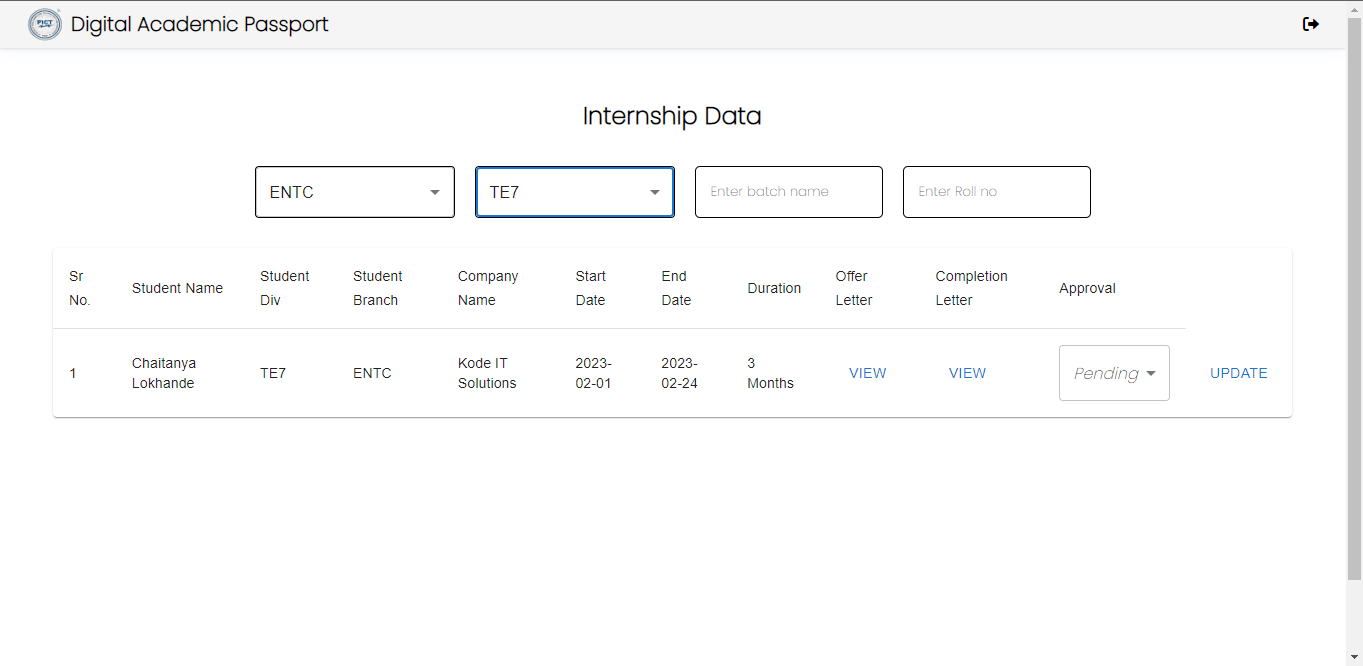 PICT
Digital Academic Passport
Internship Data
ENTC
TE7
Enter batch name
Enter Roll no
Sr
No.
Student Name
Student
Div
Student
Branch
Company
Name
Start
Date
End
Date
Duration
Offer
Letter
Completion
Letter
Approval
1
Chaitanya
Lokhande
TE7
ENTC
Kode IT
Solutions
2023-
02-01
2023-
02-24
3
Months
VIEW
VIEW
Pending
UPDATE